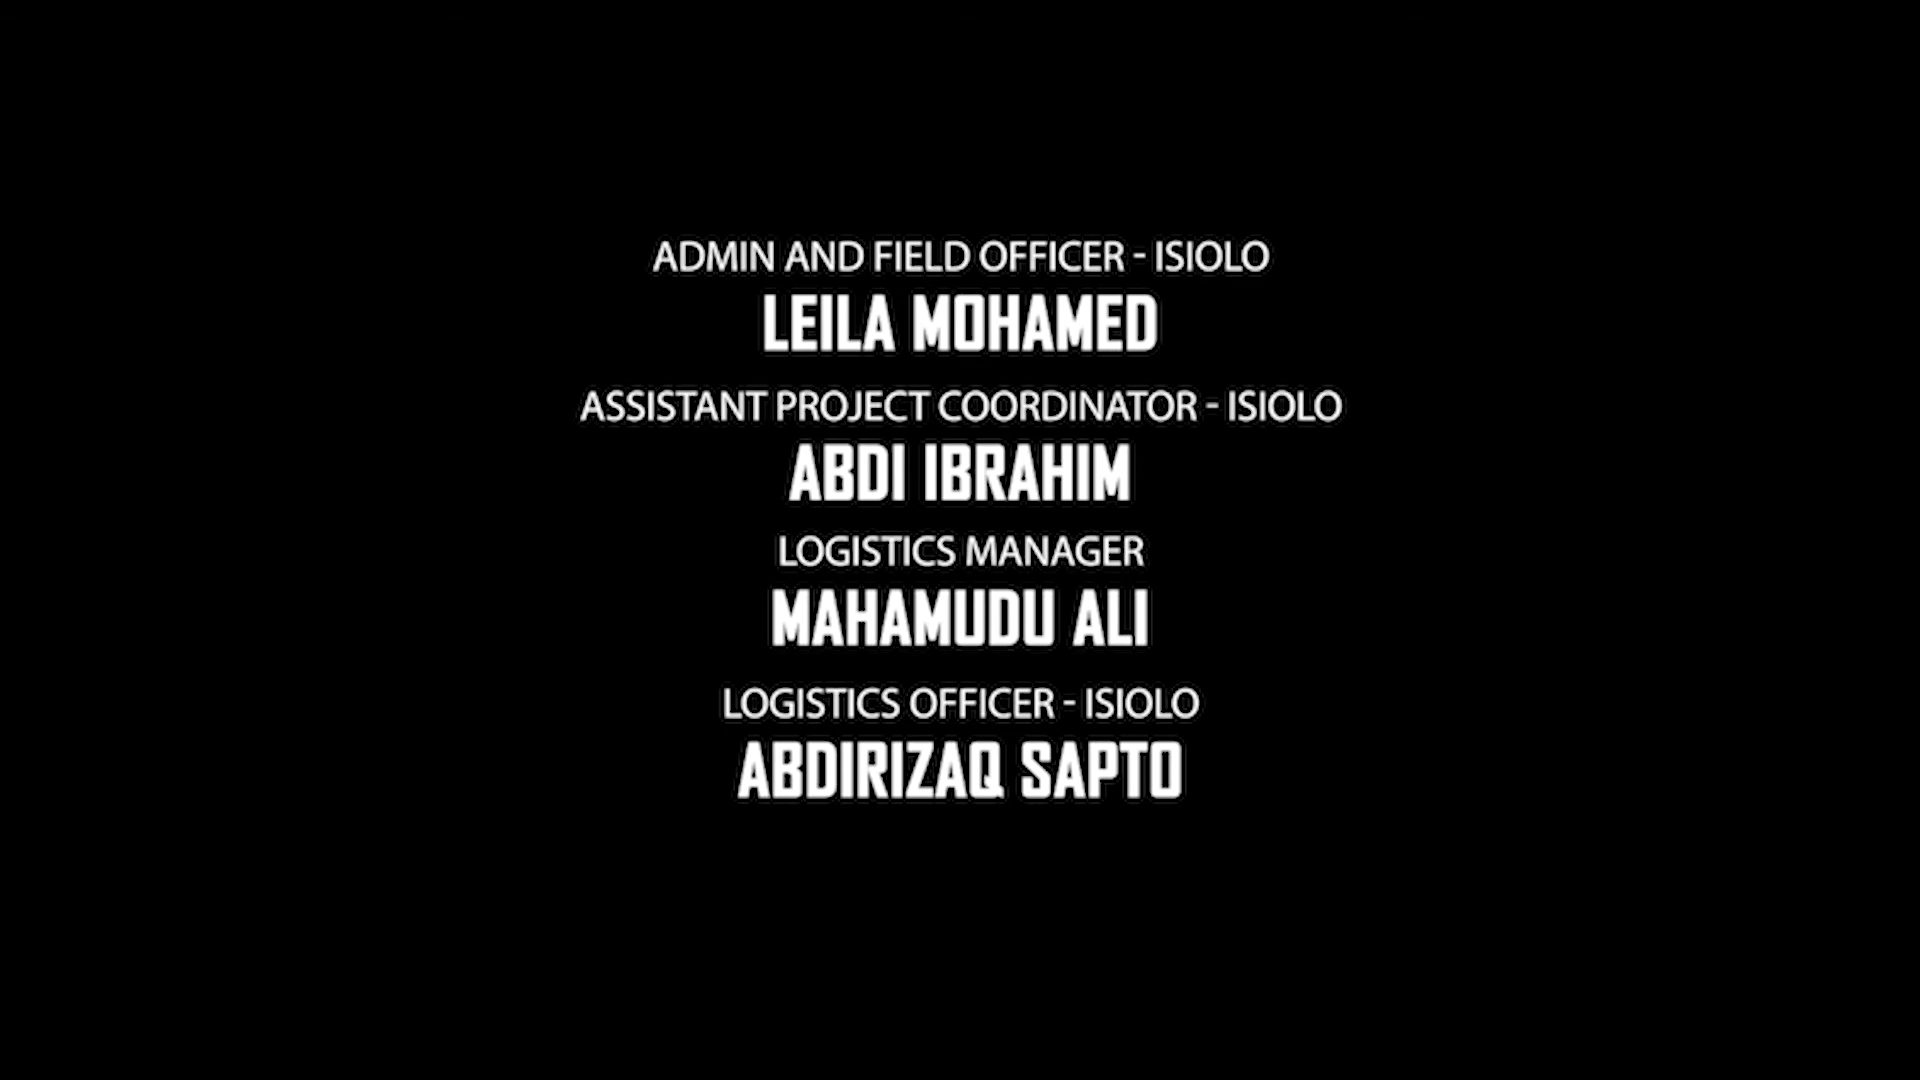 ADMIN AND FIELD OFFICER - ISIOLO
LEILA MOHAMED
ASSISTANT PROJECT COORDINATOR - ISIOLO
ABDI IBRAHIM
LOGISTICS MANAGER
MAHAMUDU ALI
LOGISTICS OFFICER - ISIOLO
ABDIRIZAQ SAPTO